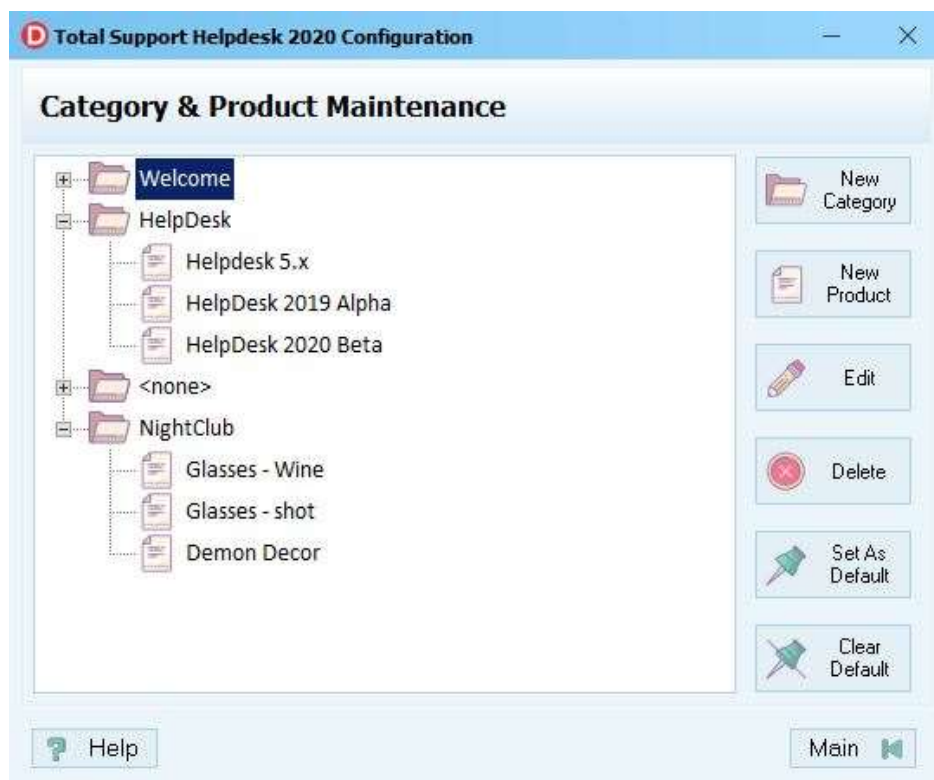 Total Support Helpdesk 2020 Configuration
Category & Product Maintenance
Welcome
HelpDesk
Helpdesk 5.x
HelpDesk 2019 Alpha
HelpDesk 2020 Beta
<none>
NightClub
Glasses - Wine
Glasses - shot
Demon Decor
New
Category
New
Product
Edit
Delete
Set As
Default
Clear
Default
? Help
Main